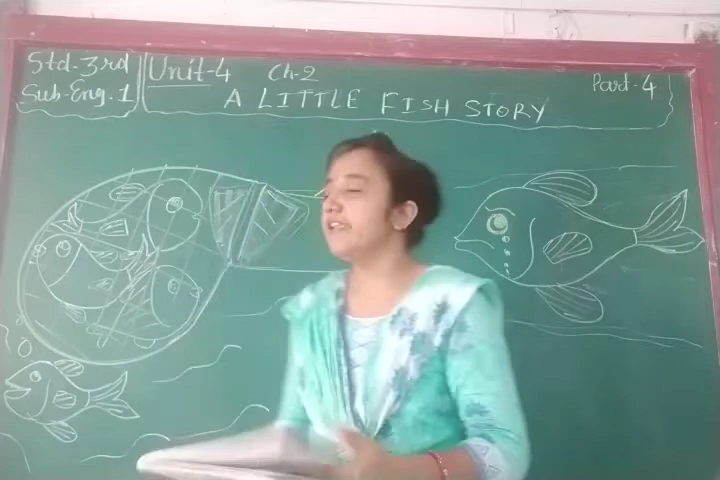 Std-3rd
Sub-Eng.1
Unit-4 Ch-2
Part-4
A LITTLE FISH STORY